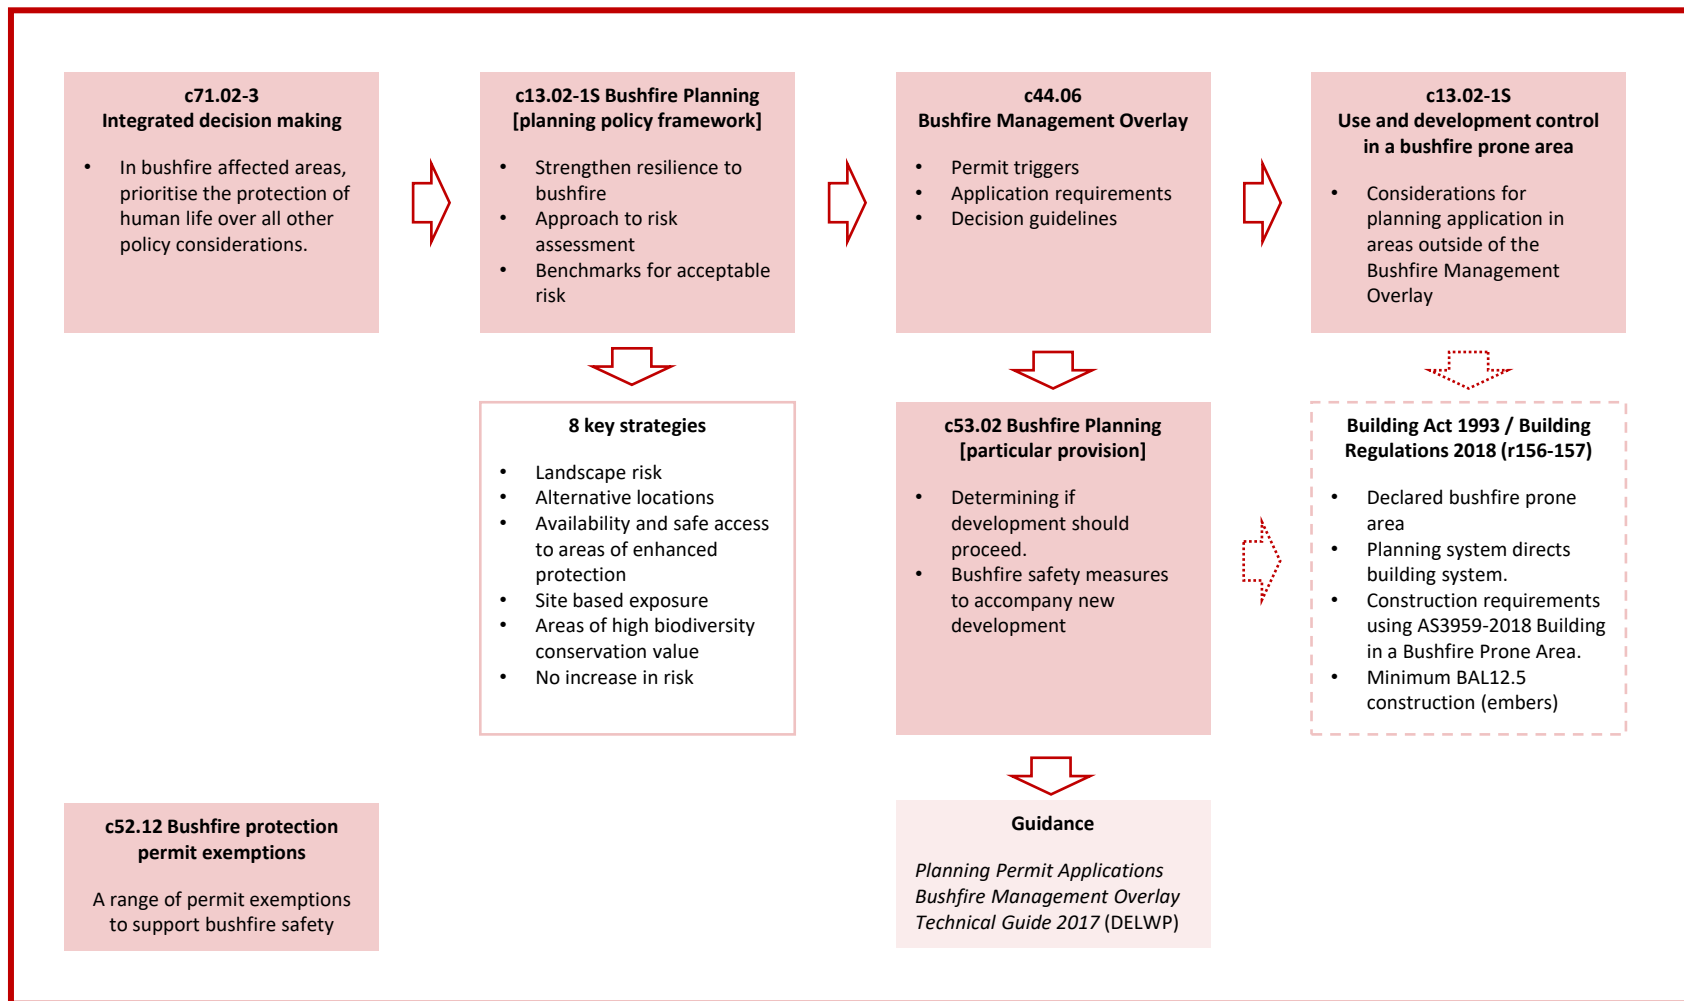 c71.02-3
Integrated decision making
• In bushfire affected areas,
prioritise the protection of
human life over all other
policy considerations.
c13.02-1S Bushfire Planning
[planning policy framework]
• Strengthen resilience to
bushfire
• Approach to risk
assessment
• Benchmarks for acceptable
risk
c44.06
Bushfire Management Overlay
• Permit triggers
• Application requirements
• Decision guidelines
c13.02-1S
Use and development control
in a bushfire prone area
• Considerations for
planning application in
areas outside of the
Bushfire Management
Overlay
8 key strategies
• Landscape risk
• Alternative locations
• Availability and safe access
to areas of enhanced
protection
• Site based exposure
• Areas of high biodiversity
conservation value
• No increase in risk
c53.02 Bushfire Planning
[particular provision]
• Determining if
development should
proceed.
• Bushfire safety measures
to accompany new
development
Building Act 1993 / Building
Regulations 2018 (r156-157)
• Declared bushfire prone
area
• Planning system directs
building system.
• Construction requirements
using AS3959-2018 Building
in a Bushfire Prone Area.
• Minimum BAL12.5
construction (embers)
c52.12 Bushfire protection
permit exemptions
A range of permit exemptions
to support bushfire safety
Guidance
Planning Permit Applications
Bushfire Management Overlay
Technical Guide 2017 (DELWP)